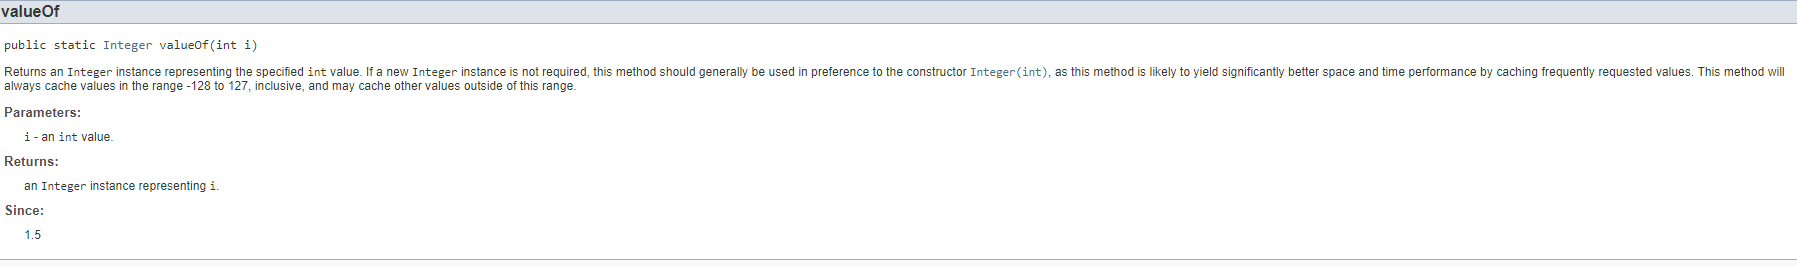 valueOf
public static Integer valueOf(int i)
Returns an Integer instance representing the specified int value. If a new Integer instance is not required, this method should generally be used in preference to the constructor Integer(int), as this method is likely to yield significantly better space and time performance by caching frequently requested values. This method will
always cache values in the range -128 to 127, inclusive, and may cache other values outside of this range.
Parameters:
i - an int value.
Returns:
an Integer instance representing i.
Since:
1.5